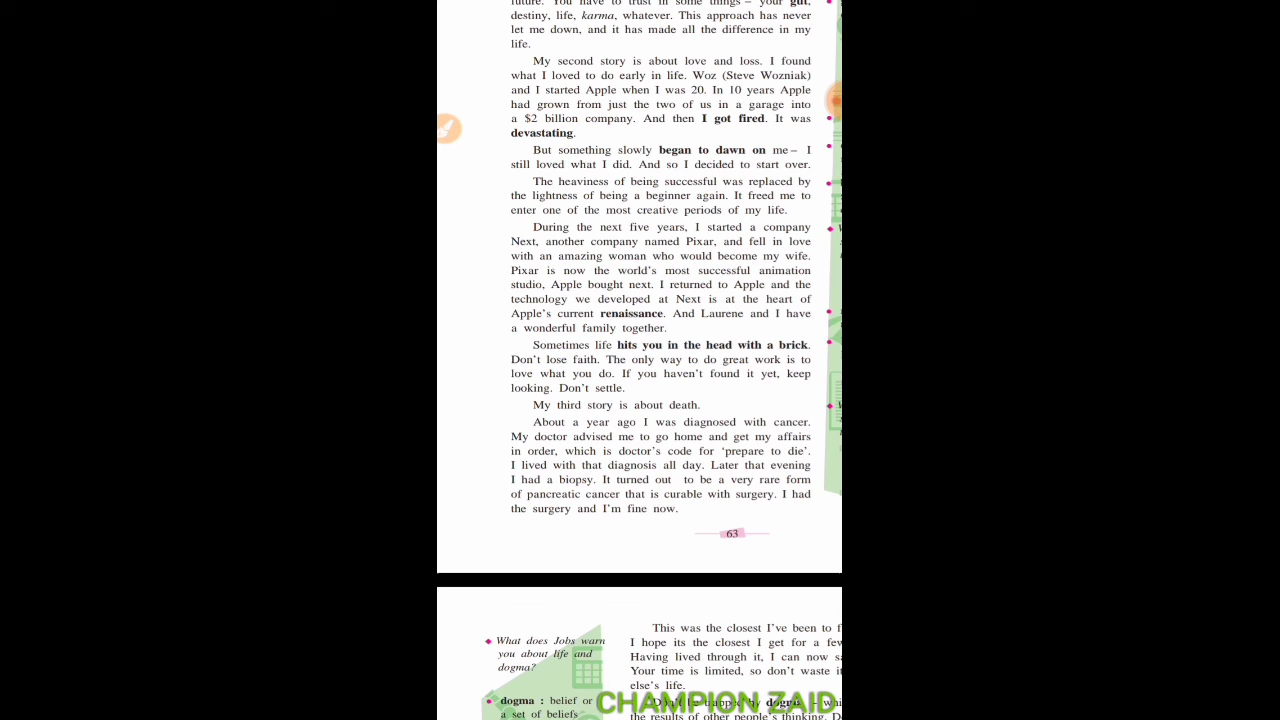 future. You have to trust in some things – your gut,
destiny, life, karma, whatever. This approach has never
let me down, and it has made all the difference in my
life.
My second story is about love and loss. I found
what I loved to do early in life. Woz (Steve Wozniak)
and I started Apple when I was 20. In 10 years Apple
had grown from just the two of us in a garage into
a $2 billion company. And then I got fired. It was
devastating.
But something slowly began to dawn on me – I
still loved what I did. And so I decided to start over.
The heaviness of being successful was replaced by
the lightness of being a beginner again. It freed me to
enter one of the most creative periods of my life.
During the next five years, I started a company
Next, another company named Pixar, and fell in love
with an amazing woman who would become my wife.
Pixar is now the world's most successful animation
studio, Apple bought next. I returned to Apple and the
technology we developed at Next is at the heart of
Apple's current renaissance. And Laurene and I have
a wonderful family together.
Sometimes life hits you in the head with a brick.
Don't lose faith. The only way to do great work is to
love what you do. If you haven't found it yet, keep
looking. Don't settle.
My third story is about death.
About a year ago I was diagnosed with cancer.
My doctor advised me to go home and get my affairs
in order, which is doctor's code for 'prepare to die'.
I lived with that diagnosis all day. Later that evening
I had a biopsy. It turned out to be a very rare form
of pancreatic cancer that is curable with surgery. I had
the surgery and I'm fine now.
63
What does Jobs warn
you about life and
dogma?
dogma : belief or
a set of beliefs
This was the closest I've been to
I hope its the closest I get for a few
Having lived through it, I can now
Your time is limited, so don't waste
else's life.
Don't be trapped by dogma –
the results of other people's thinking.
CHAMPION ZAID